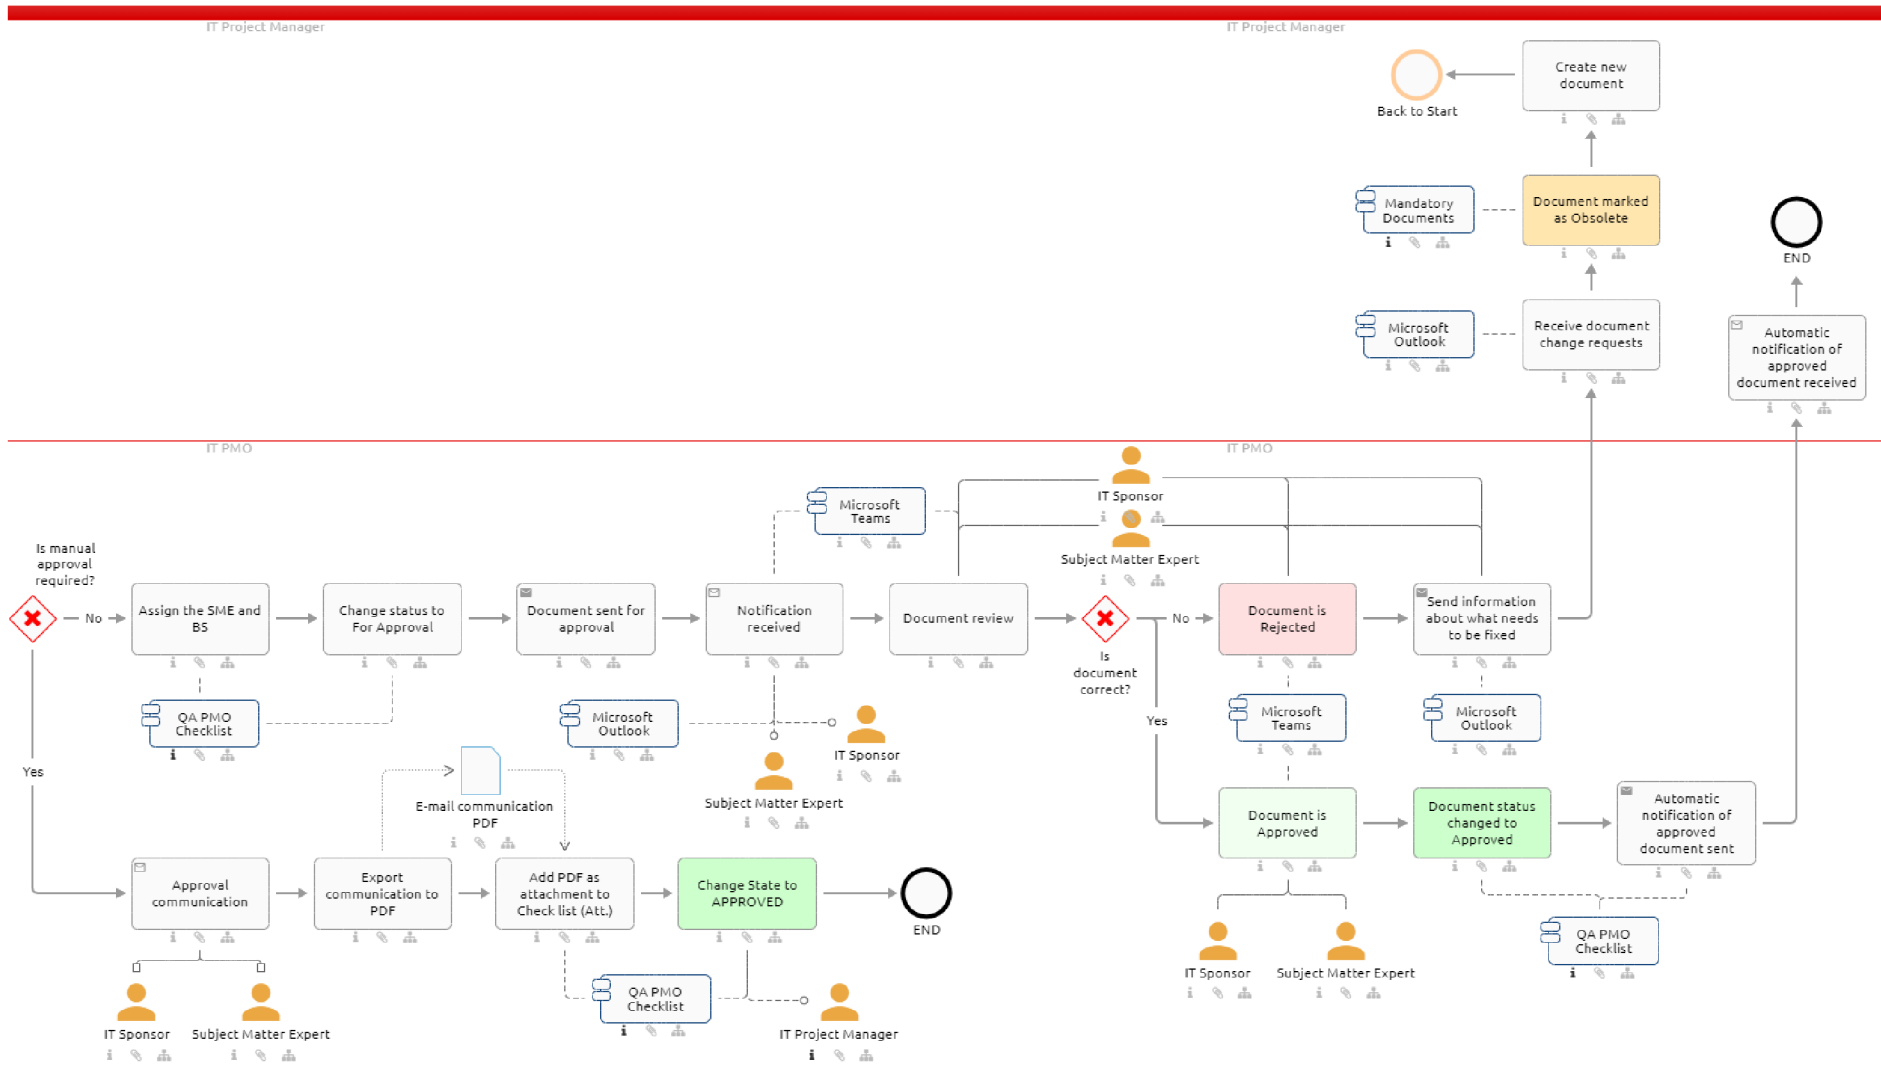 IT Project Manager
IT Project Manager
Create new
document
Back to Start
Mandatory
Documents
Document marked
as Obsolete
END
Microsoft
Outlook
Receive document
change requests
Automatic
notification of
approved
document received
IT PMO
IT PMO
IT Sponsor
Microsoft
Teams
Subject Matter Expert
Is manual
approval
required?
No
Assign the SME and
BS
Change status to
For Approval
Document sent for
approval
Notification
received
Document review
Is
document
correct?
No
Document is
Rejected
Send information
about what needs
to be fixed
QA PMO
Checklist
Microsoft
Outlook
IT Sponsor
Subject Matter Expert
Yes
Microsoft
Teams
Microsoft
Outlook
Yes
E-mail communication
PDF
Document is
Approved
Document status
changed to
Approved
Automatic
notification of
approved
document sent
Approval
communication
Export
communication to
PDF
Add PDF as
attachment to
Check list (Att.)
Change State to
APPROVED
END
IT Sponsor
Subject Matter Expert
QA PMO
Checklist
IT Sponsor
Subject Matter Expert
QA PMO
Checklist
IT Project Manager